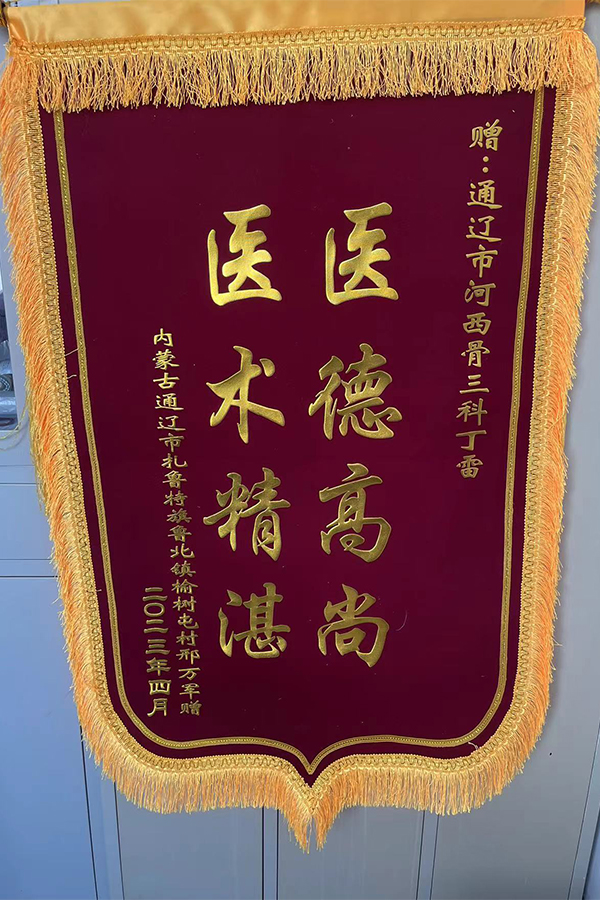 赠：通辽市河西骨三科丁雷
医德高尚
医术精湛
内蒙古通辽市扎鲁特旗鲁北镇榆树屯村邢万军赠
二〇二三年四月